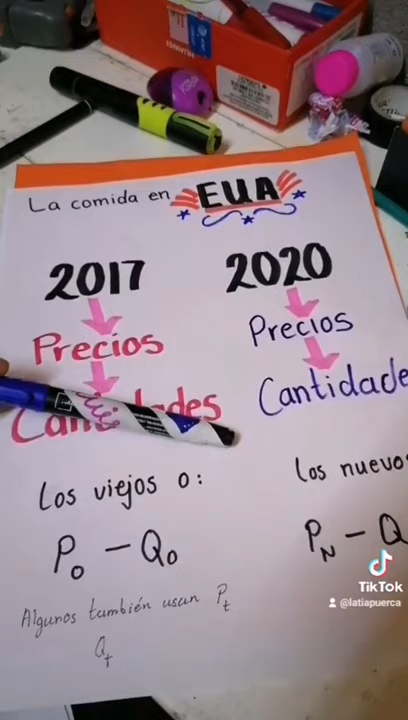 La comida en EUA
2017
Precios
2020
Precios
Cantidade
Los viejos o:
P₀ – Q₀
Algunos también usan Pₜ
Qₜ
los nuevos
P_N – Q
TikTok
@latiapuerca